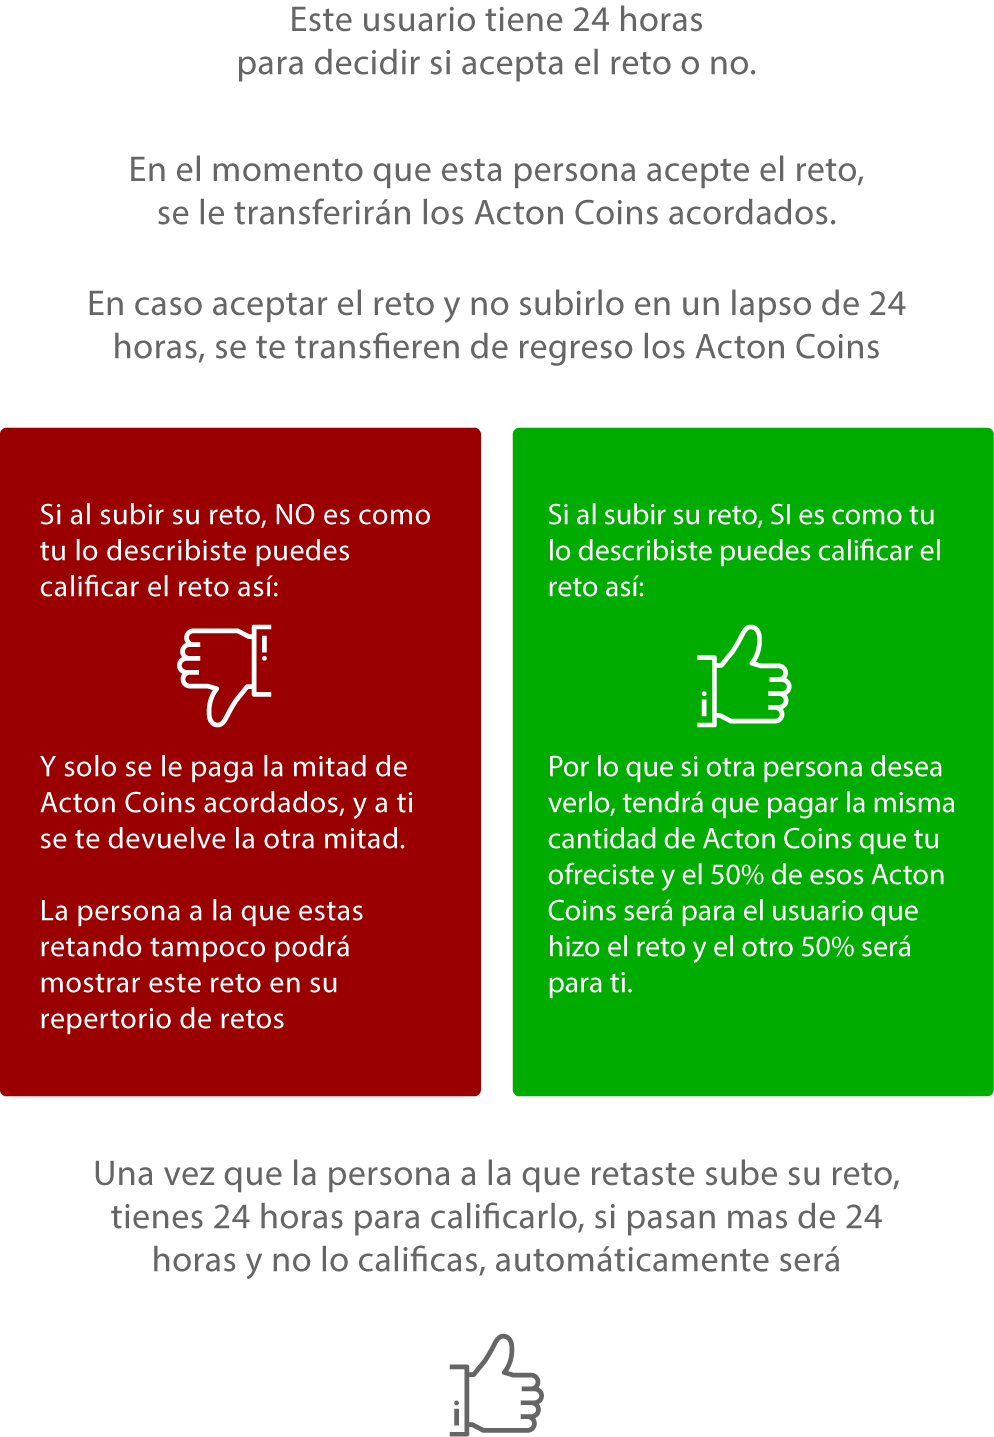 Este usuario tiene 24 horas
para decidir si acepta el reto o no.
En el momento que esta persona acepte el reto,
se le transferirán los Acton Coins acordados.
En caso aceptar el reto y no subirlo en un lapso de 24
horas, se te transfieren de regreso los Acton Coins
Si al subir su reto, NO es como
tu lo describiste puedes
calificar el reto así:
Y solo se le paga la mitad de
Acton Coins acordados, y a ti
se te devuelve la otra mitad.
La persona a la que estas
retando tampoco podrá
mostrar este reto en su
repertorio de retos
Si al subir su reto, SI es como tu
lo describiste puedes calificar el
reto así:
Por lo que si otra persona desea
verlo, tendrá que pagar la misma
cantidad de Acton Coins que tu
ofreciste y el 50% de esos Acton
Coins será para el usuario que
hizo el reto y el otro 50% será
para ti.
Una vez que la persona a la que retaste sube su reto,
tienes 24 horas para calificarlo, si pasan mas de 24
horas y no lo calificas, automáticamente será